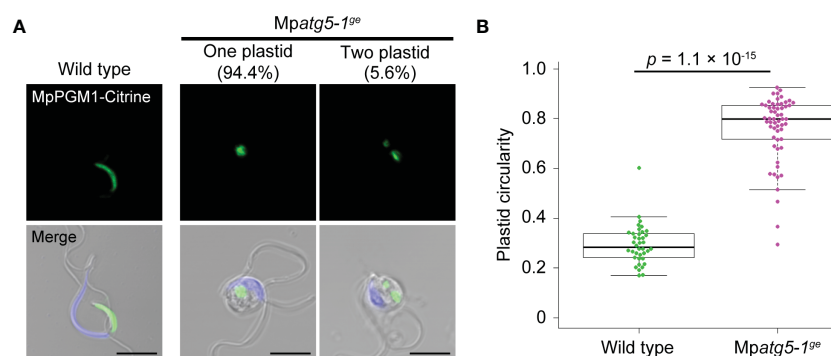 A
Mpatg5-1ge
Wild type
One plastid
(94.4%)
Two plastid
(5.6%)
MpPGM1-Citrine
Merge
B
p = 1.1 × 10-15
Plastid circularity
1.0
0.8
0.6
0.4
0.2
0
Wild type
Mpatg5-1ge